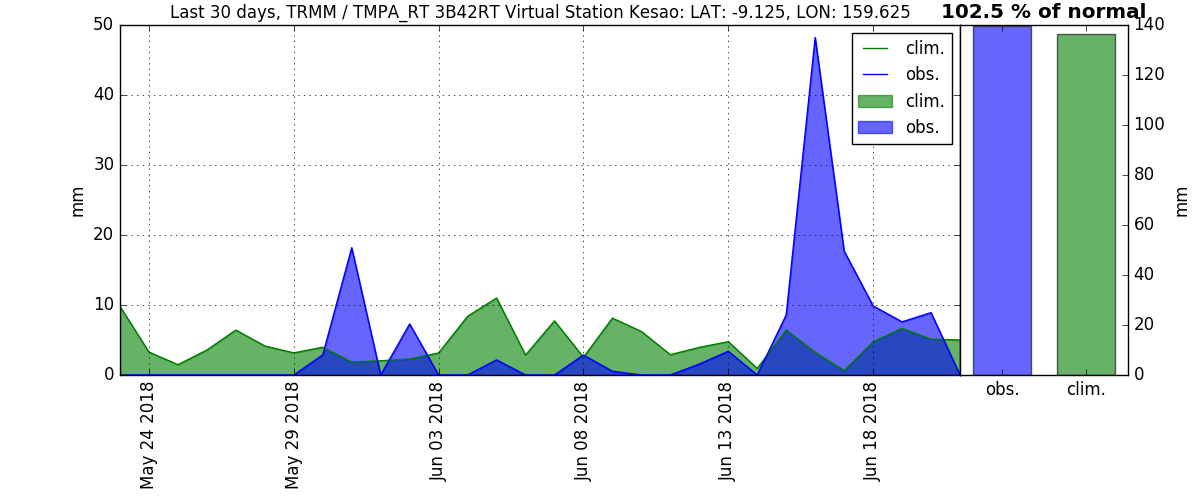 Last 30 days, TRMM / TMPA_RT 3B42RT Virtual Station Kesao: LAT: -9.125, LON: 159.625
102.5 % of normal
50
40
30
20
10
0
mm
clim.
obs.
clim.
obs.
May 24 2018
May 29 2018
Jun 03 2018
Jun 08 2018
Jun 13 2018
Jun 18 2018
140
120
100
80
60
40
20
0
mm
obs.
clim.